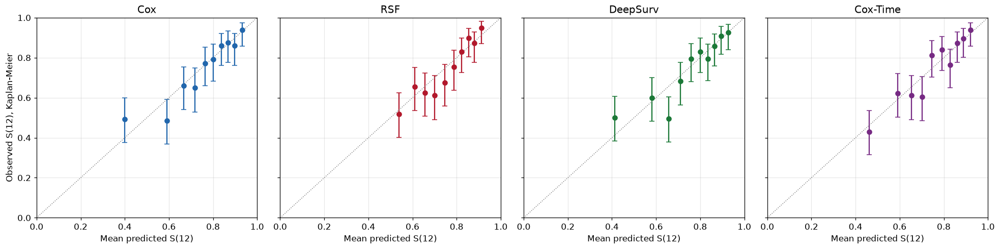 Cox
RSF
DeepSurv
Cox-Time
Observed S(12), Kaplan-Meier
1.0
0.8
0.6
0.4
0.2
0.0
0.0 0.2 0.4 0.6 0.8 1.0
0.0 0.2 0.4 0.6 0.8 1.0
0.0 0.2 0.4 0.6 0.8 1.0
0.0 0.2 0.4 0.6 0.8 1.0
Mean predicted S(12)
Mean predicted S(12)
Mean predicted S(12)
Mean predicted S(12)